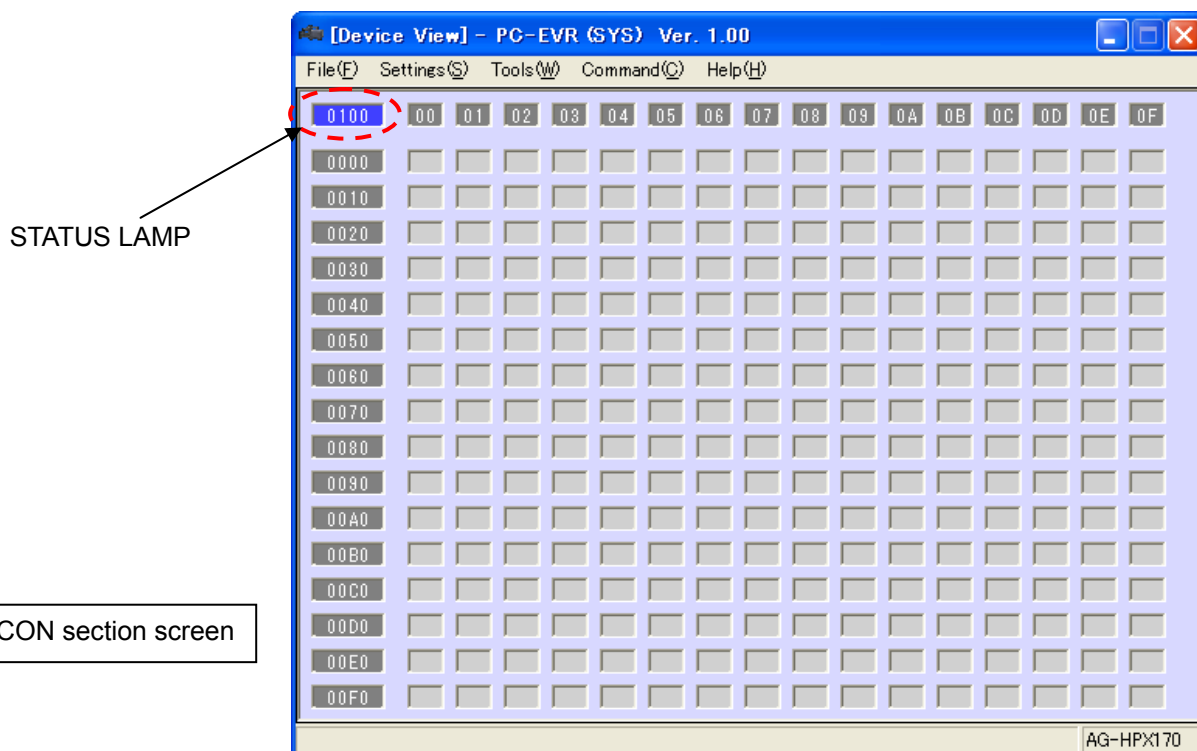 [Device View] - PC-EVR (SYS) Ver. 1.00
File(F) Settings(S) Tools(W) Command(C) Help(H)
0100 00 01 02 03 04 05 06 07 08 09 0A 0B 0C 0D 0E 0F
0000
0010
STATUS LAMP
0020
0030
0040
0050
0060
0070
0080
0090
00A0
00B0
00C0
CON section screen
00D0
00E0
00F0
AG-HPX170